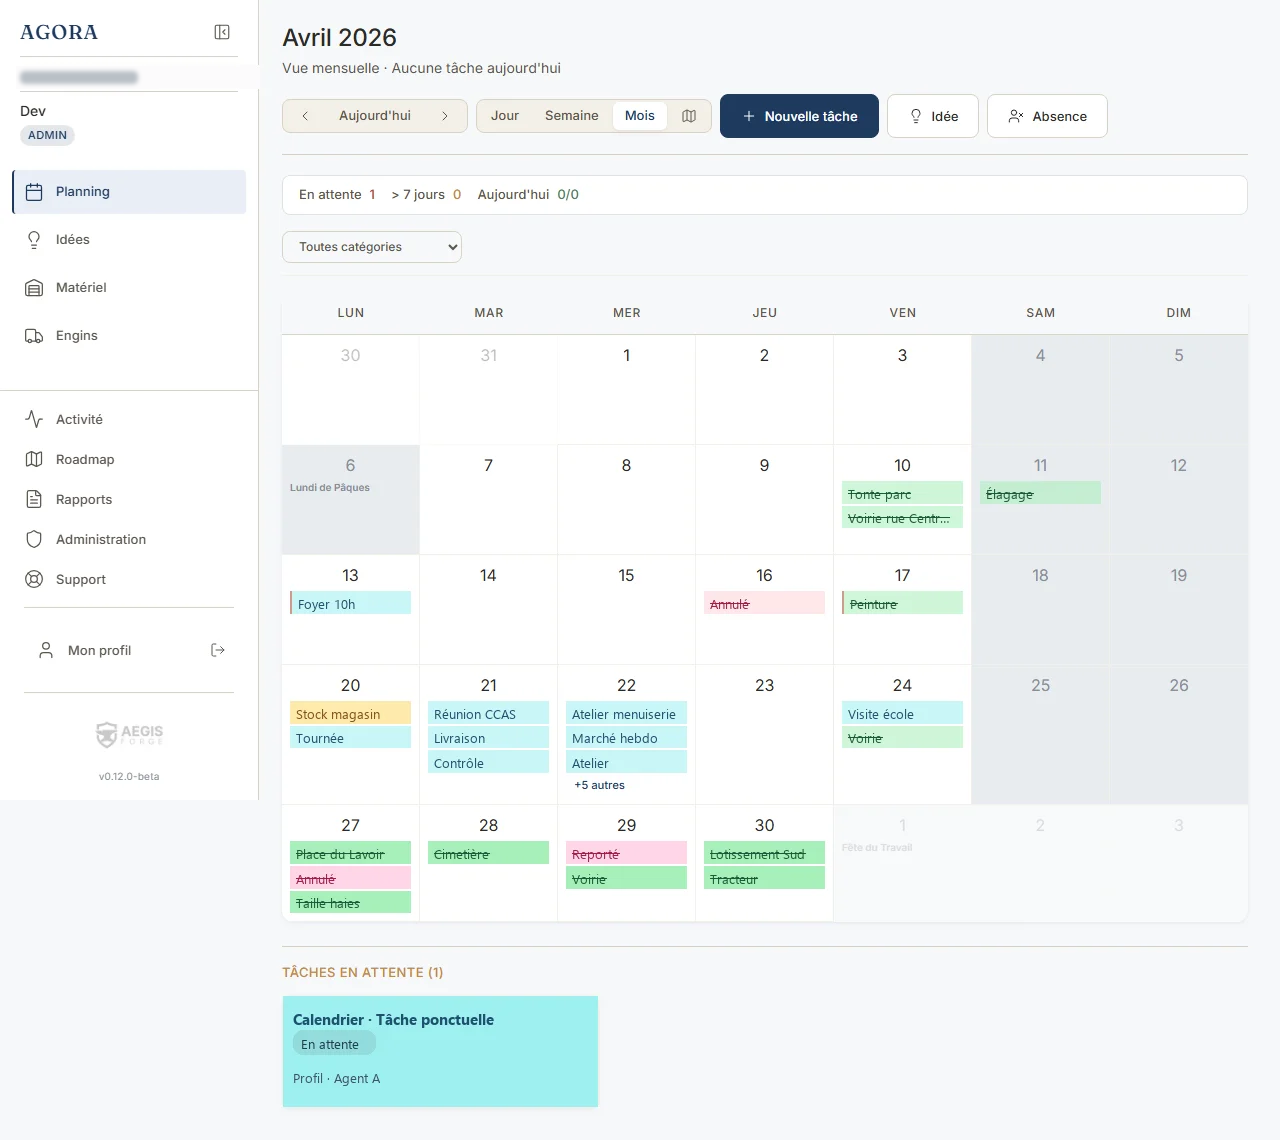 AGORA
Dev
ADMIN
Planning
Idées
Matériel
Engins
Activité
Roadmap
Rapports
Administration
Support
Mon profil
AEGIS
FORGE
v0.12.0-beta
Avril 2026
Vue mensuelle · Aucune tâche aujourd'hui
Aujourd'hui
Jour Semaine Mois
Nouvelle tâche
Idée
Absence
En attente 1 > 7 jours 0 Aujourd'hui 0/0
Toutes catégories
LUN MAR MER JEU VEN SAM DIM
30 31 1 2 3 4 5
6 7 8 9 10 11 12
Lundi de Pâques
Tonte parc
Voirie rue Centr...
Élagage
13 14 15 16 17 18 19
Foyer 10h
Annulé
Peinture
20 21 22 23 24 25 26
Stock magasin
Tournée
Réunion CCAS
Livraison
Contrôle
Atelier menuiserie
Marché hebdo
Atelier
+5 autres
Visite école
Voirie
27 28 29 30 1 2 3
Place du Lavoir
Annulé
Taille haies
Cimetière
Reporté
Voirie
Lotissement Sud
Tracteur
Fête du Travail
TÂCHES EN ATTENTE (1)
Calendrier · Tâche ponctuelle
En attente
Profil · Agent A